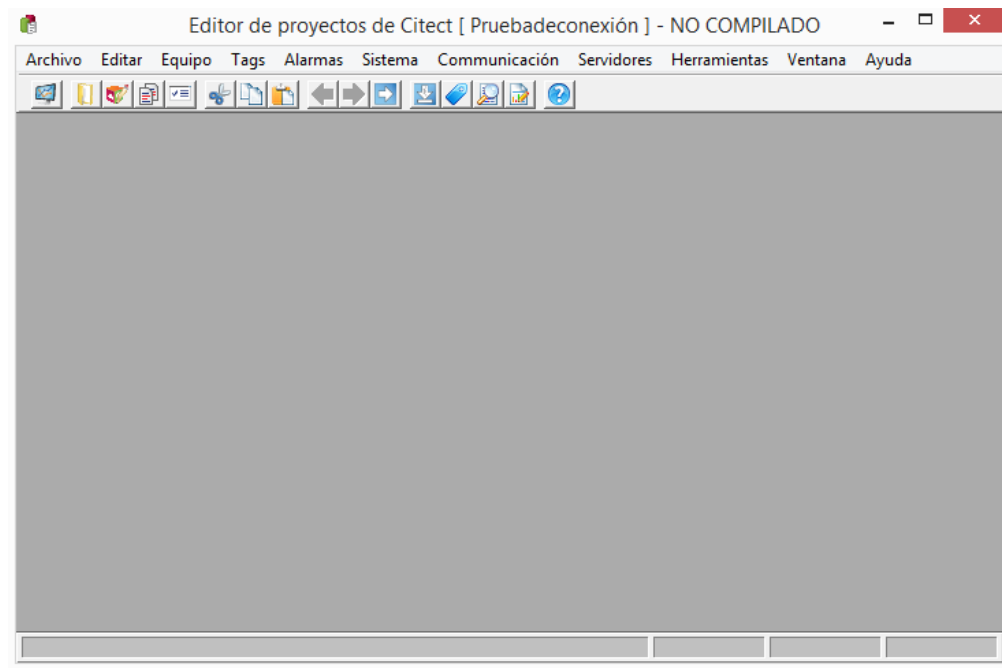 Editor de proyectos de Citect [ Pruebadeconexión ] - NO COMPILADO
Archivo Editar Equipo Tags Alarmas Sistema Communicación Servidores Herramientas Ventana Ayuda